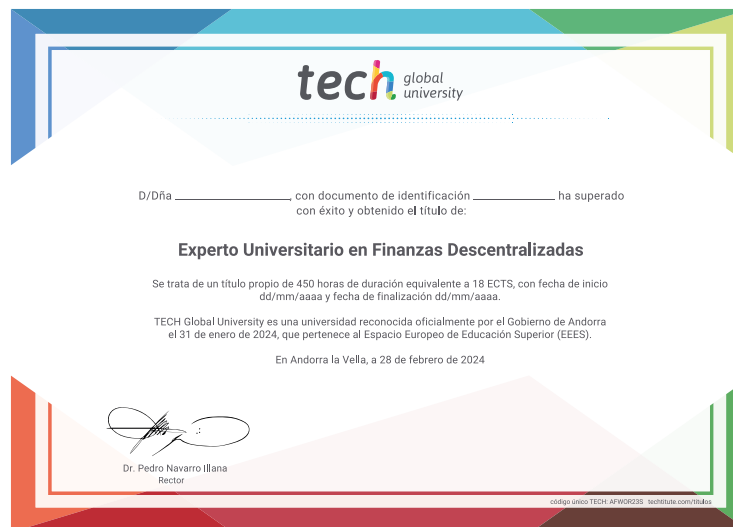 tech global university
D/Dña ____________________, con documento de identificación ______________ ha superado
con éxito y obtenido el título de:
Experto Universitario en Finanzas Descentralizadas
Se trata de un título propio de 450 horas de duración equivalente a 18 ECTS, con fecha de inicio
dd/mm/aaaa y fecha de finalización dd/mm/aaaa.
TECH Global University es una universidad reconocida oficialmente por el Gobierno de Andorra
el 31 de enero de 2024, que pertenece al Espacio Europeo de Educación Superior (EEES).
En Andorra la Vella, a 28 de febrero de 2024
Dr. Pedro Navarro Illana
Rector
código único TECH: AFWOR23S techtitute.com/titulos